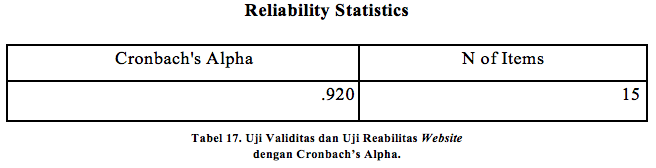 Reliability Statistics
Cronbach's Alpha N of Items
.920 15
Tabel 17. Uji Validitas dan Uji Reabilitas Website
dengan Cronbach's Alpha.